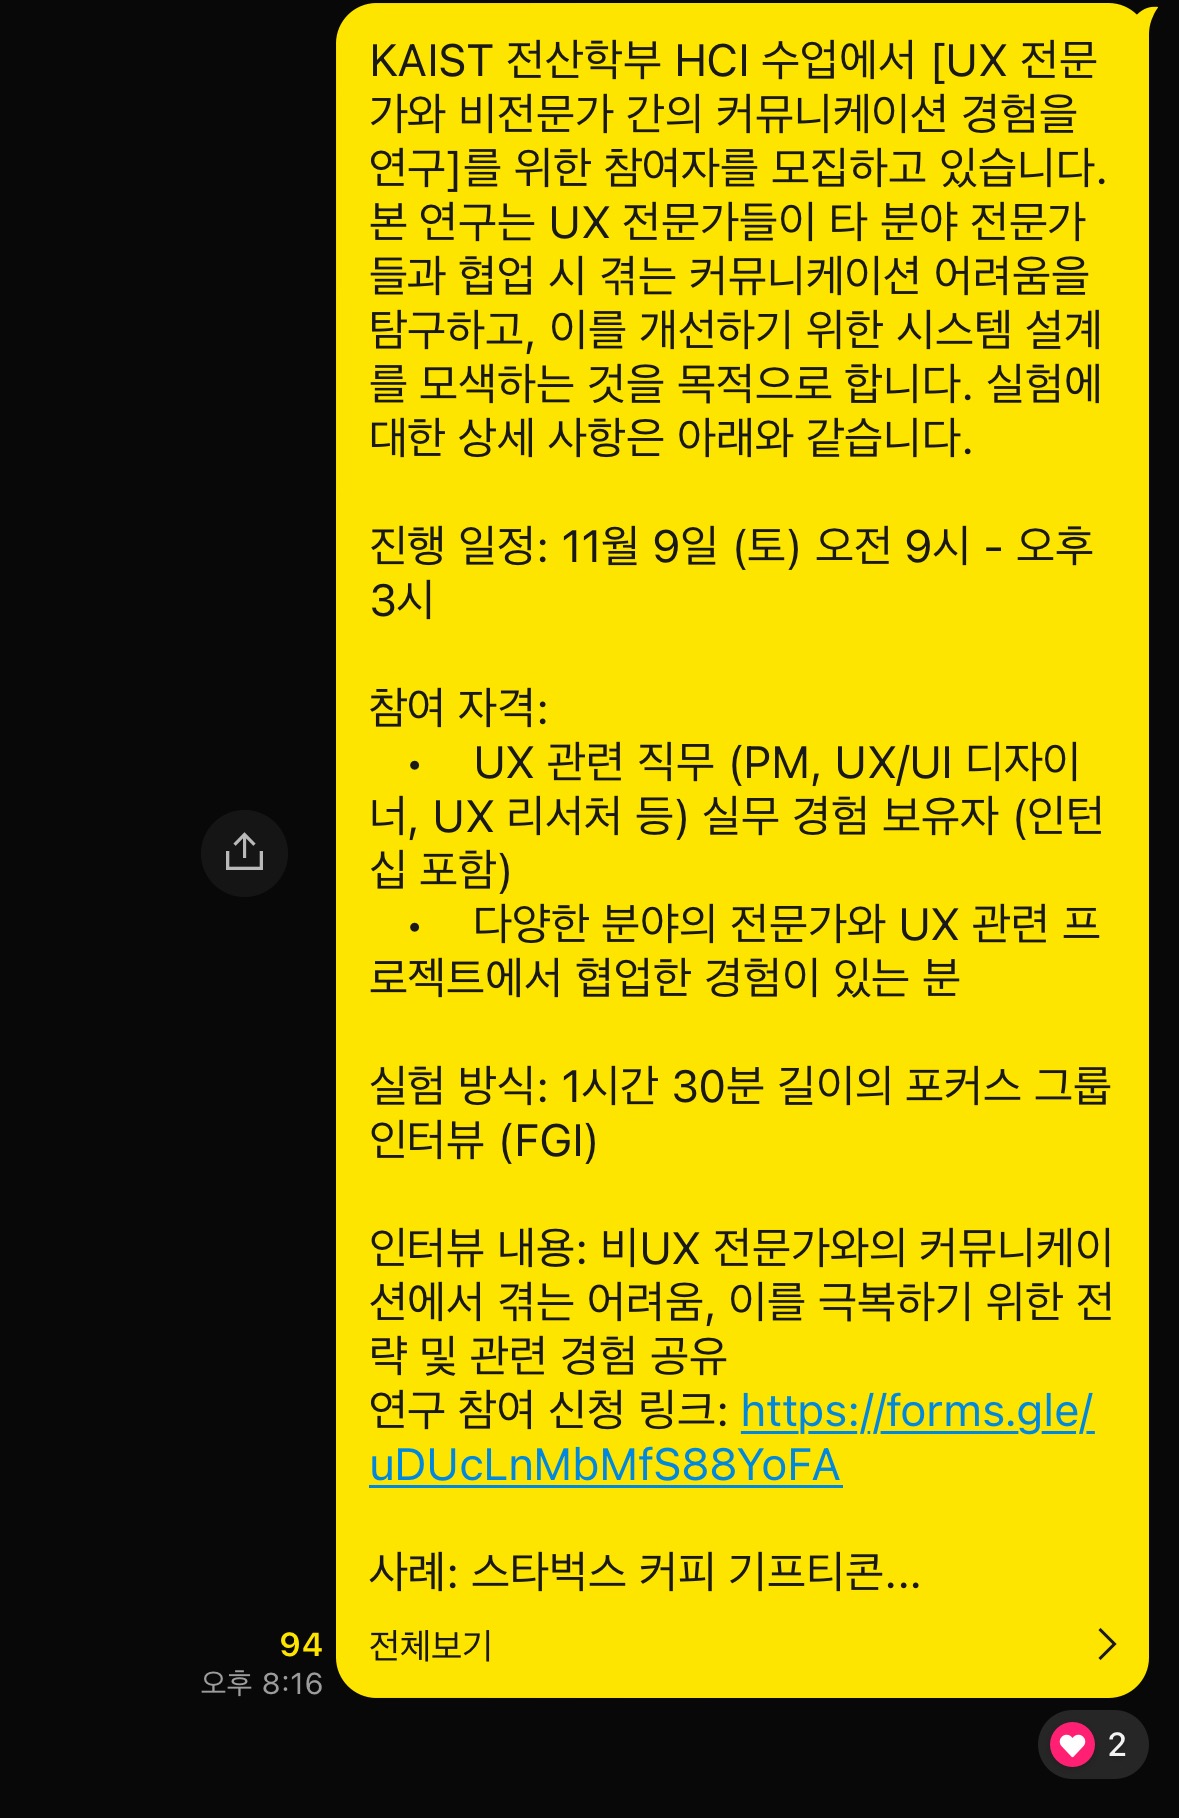 KAIST 전산학부 HCI 수업에서 [UX 전문
가와 비전문가 간의 커뮤니케이션 경험을
연구]를 위한 참여자를 모집하고 있습니다.
본 연구는 UX 전문가들이 타 분야 전문가
들과 협업 시 겪는 커뮤니케이션 어려움을
탐구하고, 이를 개선하기 위한 시스템 설계
를 모색하는 것을 목적으로 합니다. 실험에
대한 상세 사항은 아래와 같습니다.
진행 일정: 11월 9일 (토) 오전 9시 - 오후
3시
참여 자격:
• UX 관련 직무 (PM, UX/UI 디자이
너, UX 리서처 등) 실무 경험 보유자 (인턴
십 포함)
• 다양한 분야의 전문가와 UX 관련 프
로젝트에서 협업한 경험이 있는 분
실험 방식: 1시간 30분 길이의 포커스 그룹
인터뷰 (FGI)
인터뷰 내용: 비UX 전문가와의 커뮤니케이
션에서 겪는 어려움, 이를 극복하기 위한 전
략 및 관련 경험 공유
연구 참여 신청 링크: https://forms.gle/
uDUcLnMbMfS88YoFA
사례: 스타벅스 커피 기프티콘...
전체보기
94
오후 8:16
2